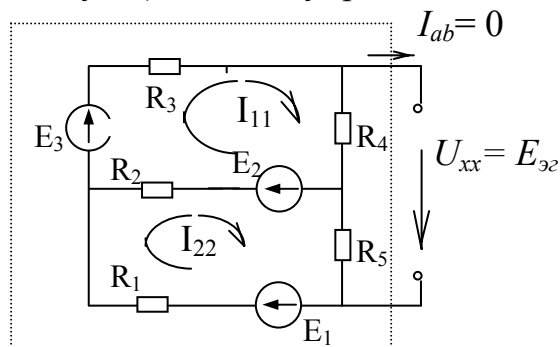 I_ab = 0
R₃
I₁₁
E₃
R₄
E₂
R₂
U_xx = E_эг
I₂₂
R₅
R₁
E₁